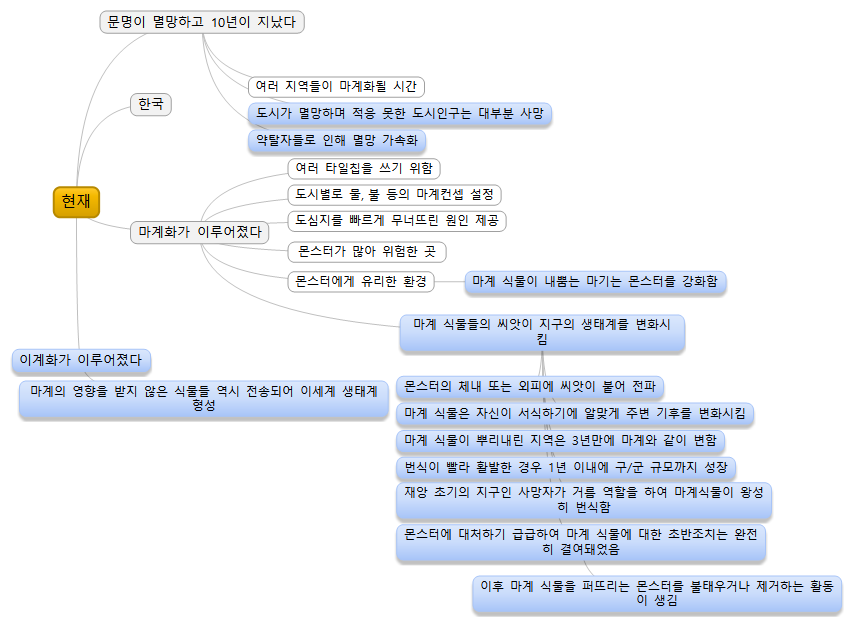 문명이 멸망하고 10년이 지났다
여러 지역들이 마계화될 시간
도시가 멸망하며 적응 못한 도시인구는 대부분 사망
약탈자들로 인해 멸망 가속화
한국
현재
마계화가 이루어졌다
여러 타일칩을 쓰기 위함
도시별로 물,불 등의 마계컨셉 설정
도심지를 빠르게 무너뜨린 원인 제공
몬스터가 많아 위험한 곳
몬스터에게 유리한 환경
마계 식물이 내뿜는 마기는 몬스터를 강화함
마계 식물들의 씨앗이 지구의 생태계를 변화시
킴
몬스터의 체내 또는 외피에 씨앗이 붙어 전파
마계 식물은 자신이 서식하기에 알맞게 주변 기후를 변화시킴
마계 식물이 뿌리내린 지역은 3년만에 마계와 같이 변함
번식이 빨라 활발한 경우 1년 이내에 구/군 규모까지 성장
재앙 초기의 지구인 사망자가 거름 역할을 하여 마계식물이 왕성
히 번식함
몬스터에 대처하기 급급하여 마계 식물에 대한 초반조치는 완전
히 결여돼었음
이후 마계 식물을 퍼뜨리는 몬스터를 불태우거나 제거하는 활동
이 생김
이계화가 이루어졌다
마계의 영향을 받지 않은 식물들 역시 전송되어 이세계 생태계
형성